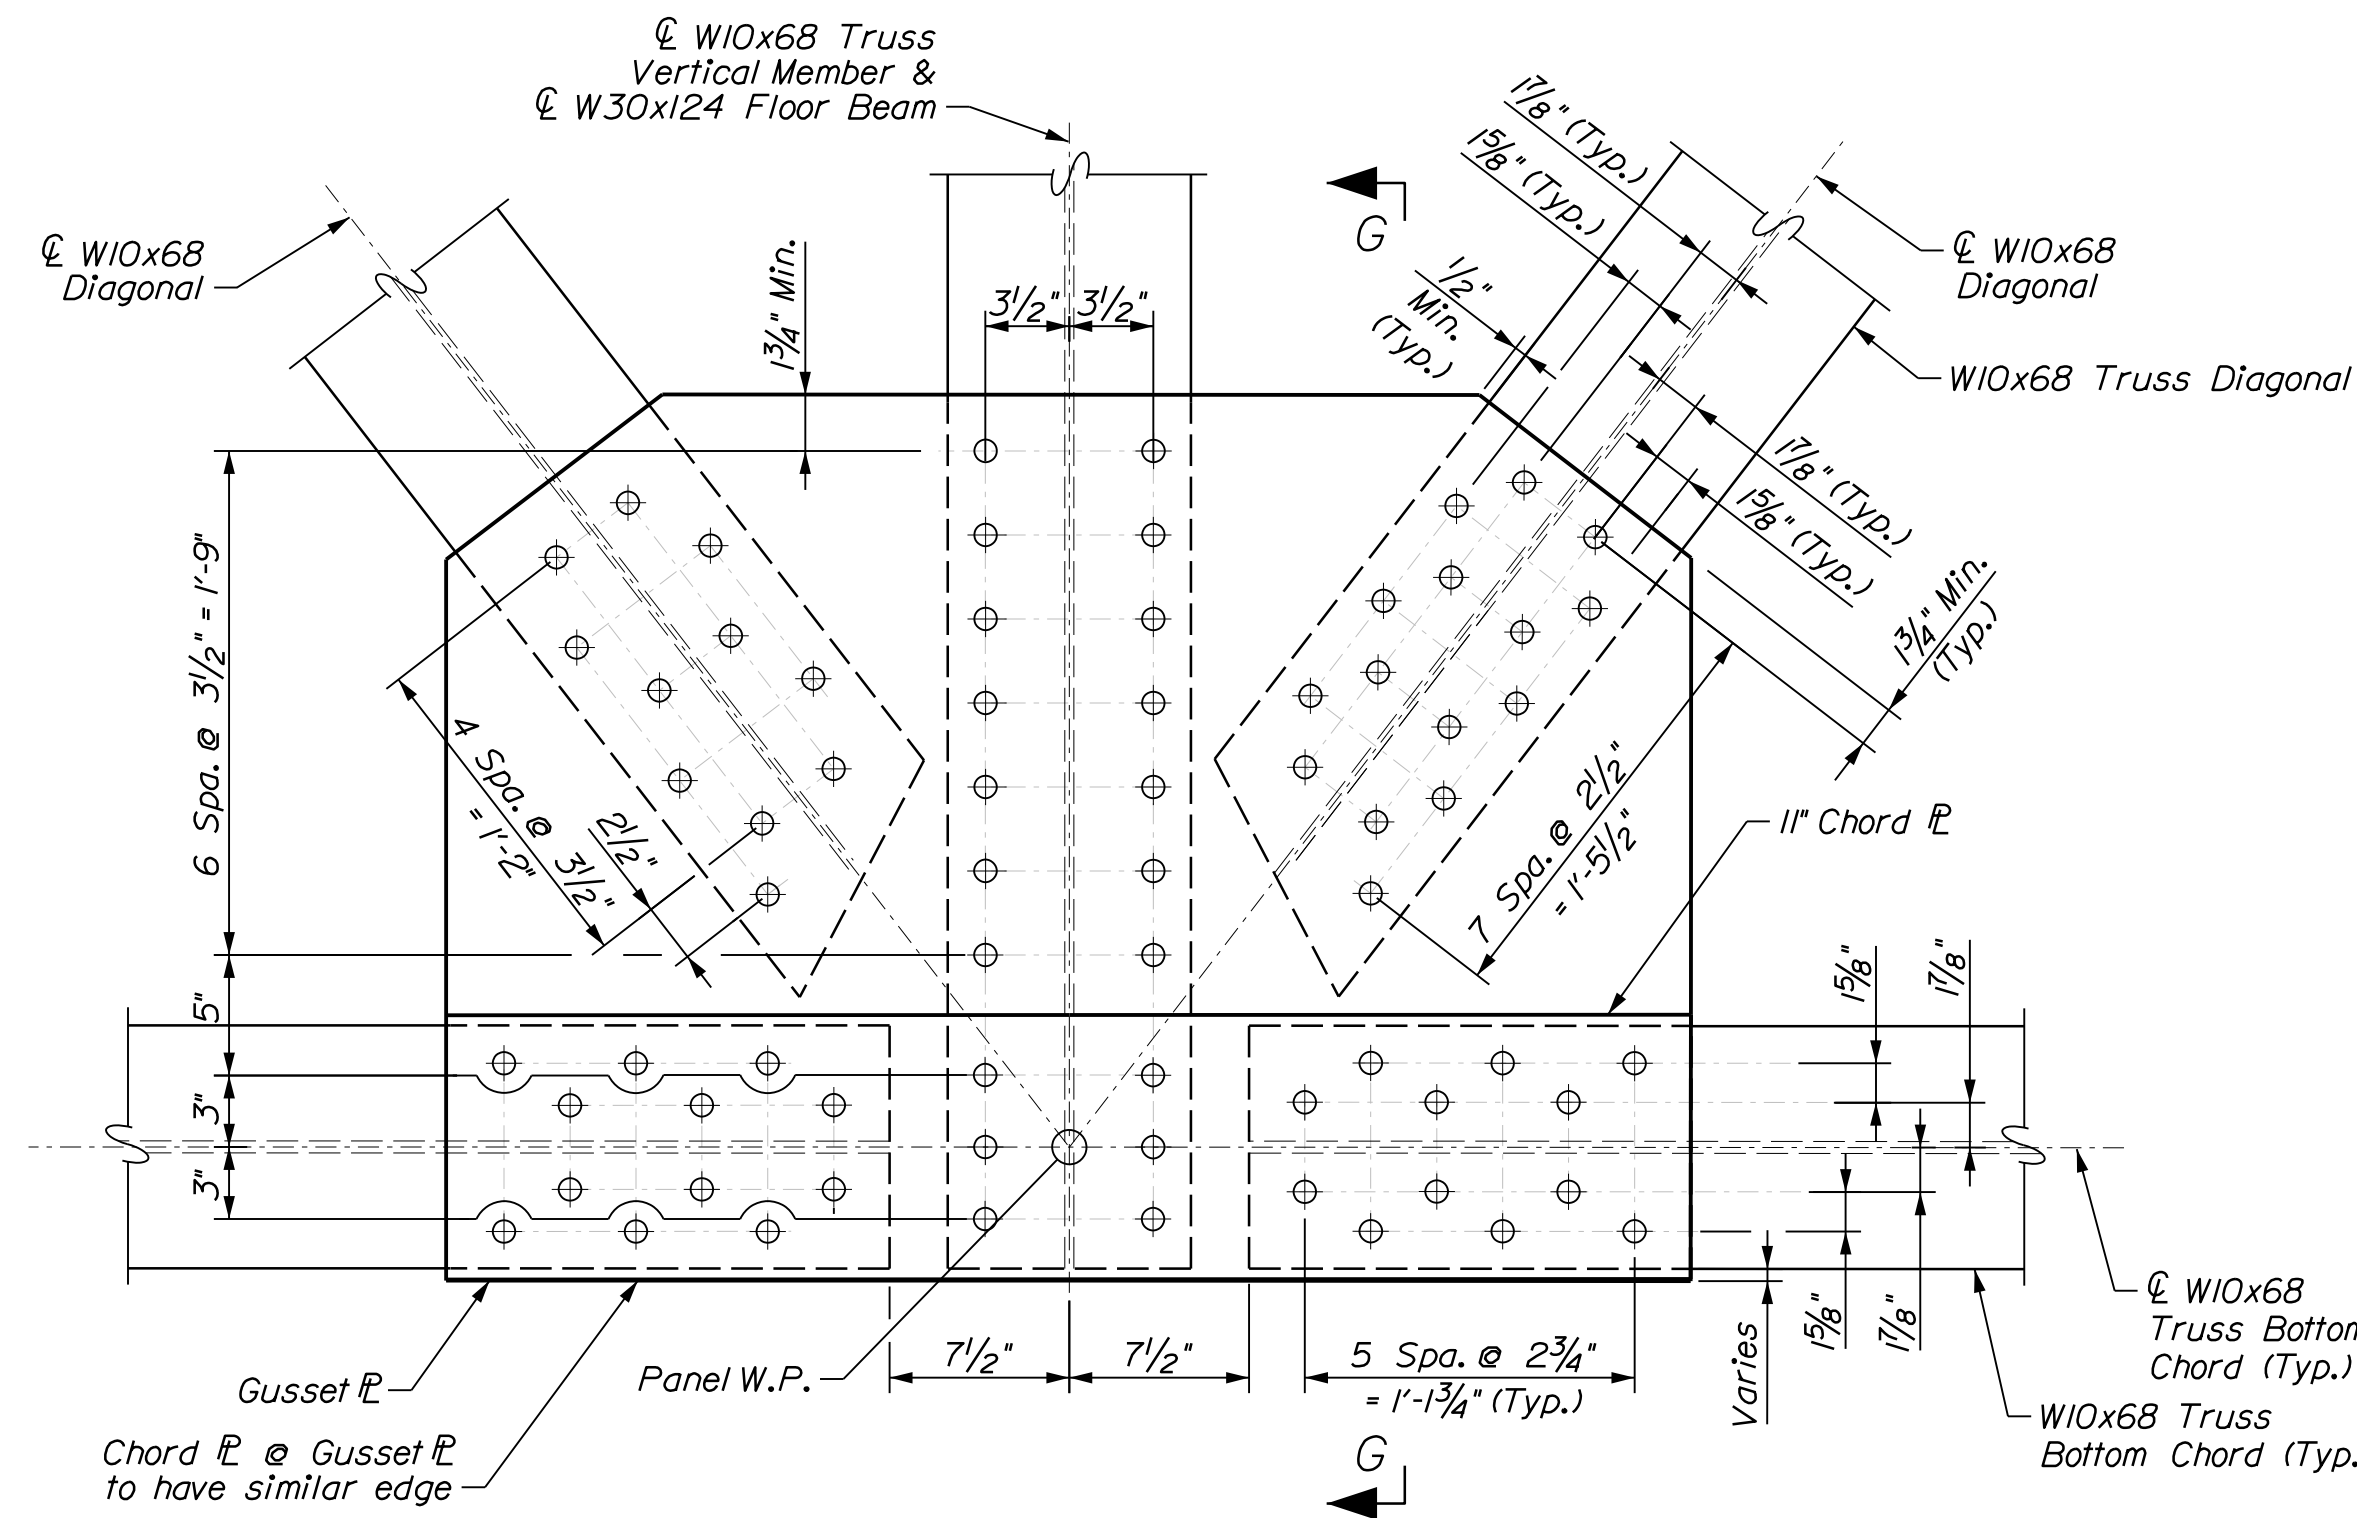 ℄ W10x68 Truss
Vertical Member &
℄ W30x124 Floor Beam
℄ W10x68
Diagonal
1¾" Min.
3½"
3½"
G
1⅞" (Typ.)
1⅝" (Typ.)
½"
Min.
(Typ.)
℄ W10x68
Diagonal
W10x68 Truss Diagonal
1⅞" (Typ.)
1⅝" (Typ.)
1¾" Min.
(Typ.)
6 Spa. @ 3½" = 1'-9"
4 Spa. @ 3½"
= 1'-2"
2½"
7 Spa. @ 2½"
= 1'-5½"
11" Chord ⅊
5"
3"
3"
1⅝"
1⅞"
1⅝"
1⅞"
Varies
7½"
7½"
5 Spa. @ 2¾"
= 1'-1¾" (Typ.)
Panel W.P.
Gusset ⅊
Chord ⅊ @ Gusset ⅊
to have similar edge
G
℄ W10x68
Truss Bottom
Chord (Typ.)
W10x68 Truss
Bottom Chord (Typ.